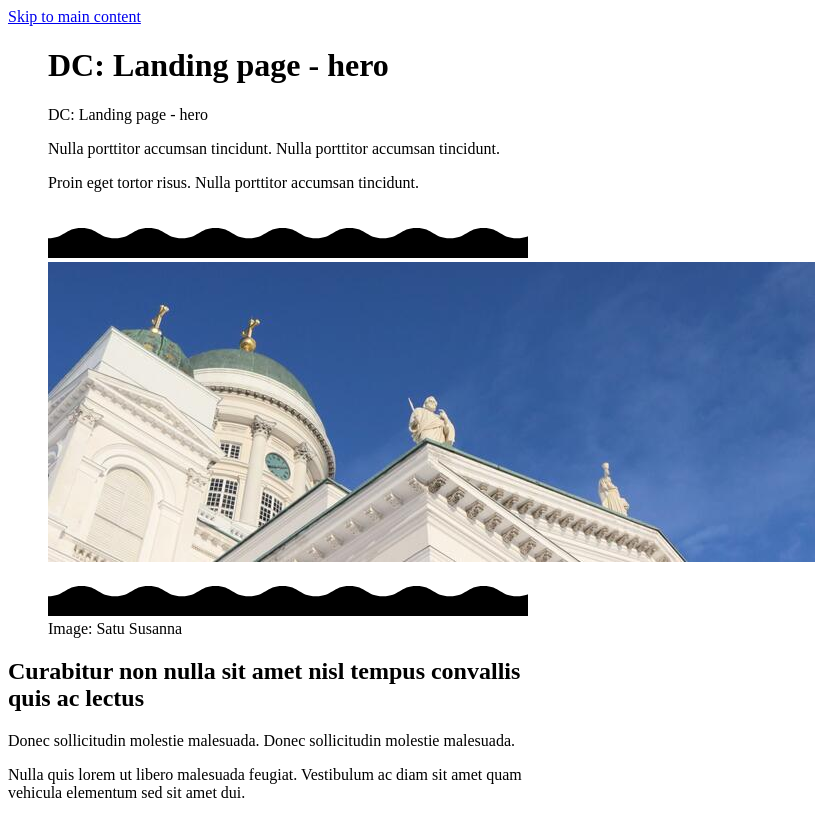 Skip to main content
DC: Landing page - hero
DC: Landing page - hero
Nulla porttitor accumsan tincidunt. Nulla porttitor accumsan tincidunt.
Proin eget tortor risus. Nulla porttitor accumsan tincidunt.
Image: Satu Susanna
Curabitur non nulla sit amet nisl tempus convallis
quis ac lectus
Donec sollicitudin molestie malesuada. Donec sollicitudin molestie malesuada.
Nulla quis lorem ut libero malesuada feugiat. Vestibulum ac diam sit amet quam
vehicula elementum sed sit amet dui.